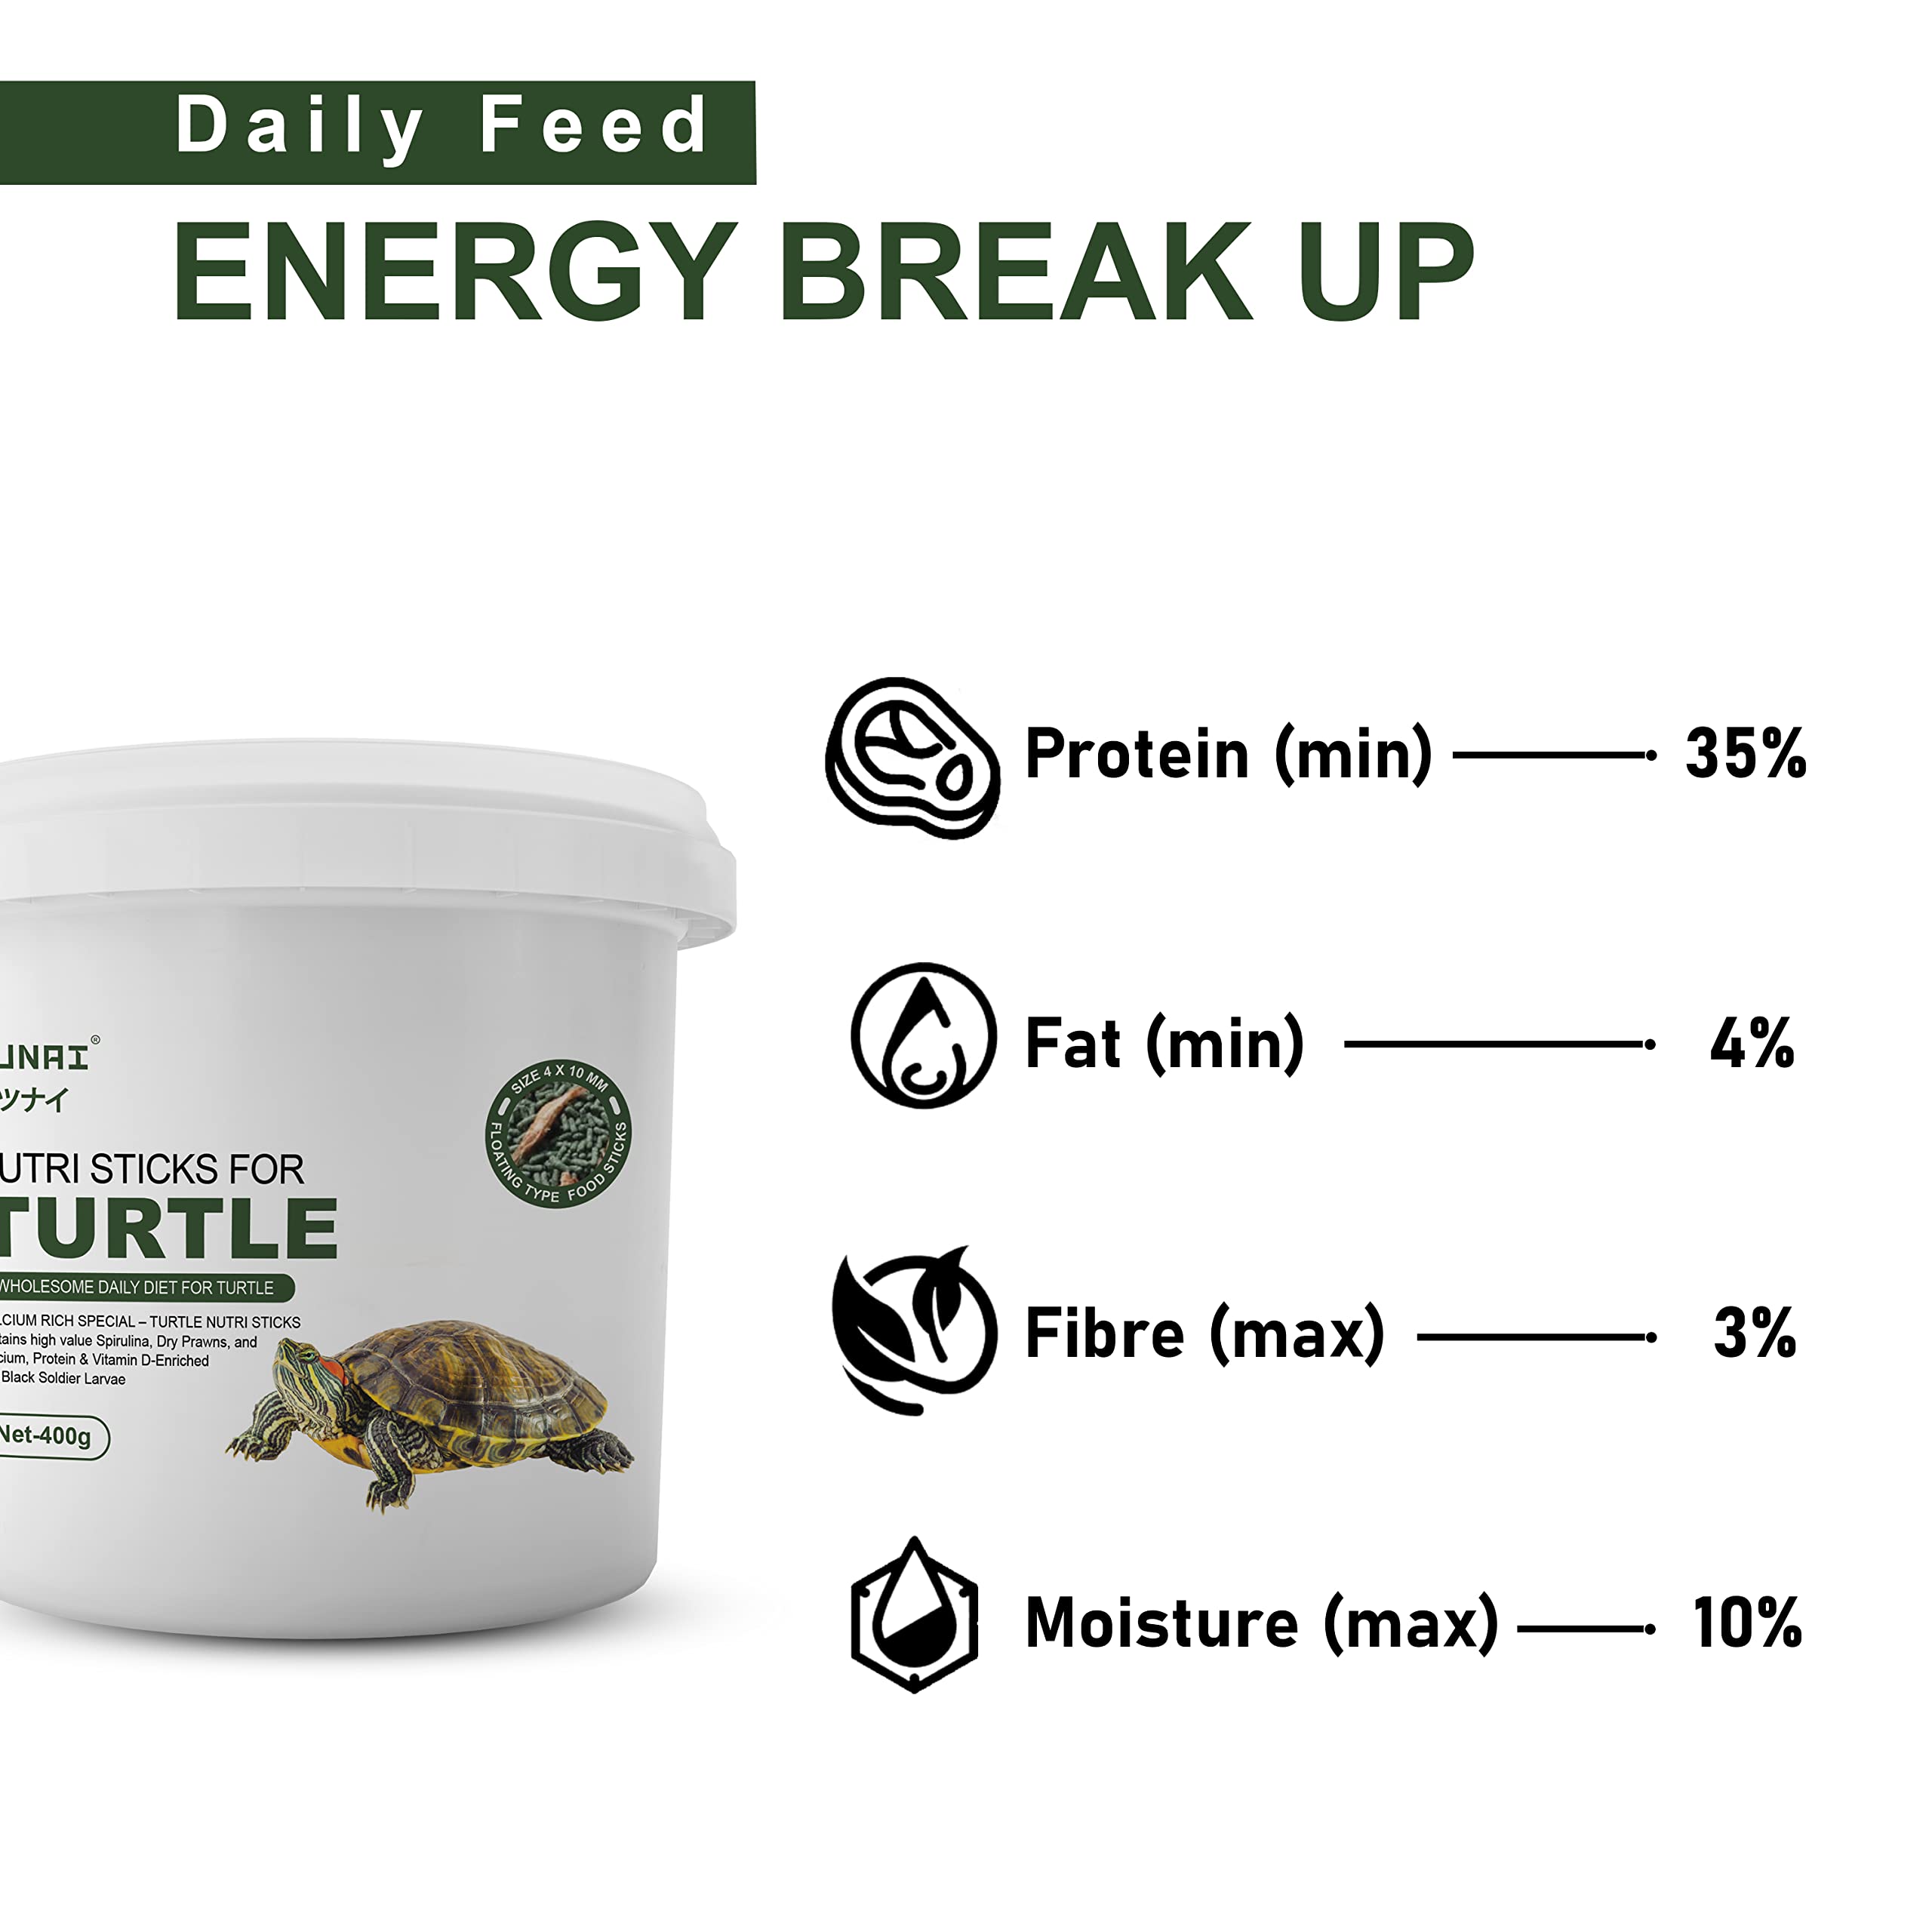 Daily Feed
ENERGY BREAK UP
Protein (min) 35%
Fat (min) 4%
Fibre (max) 3%
Moisture (max) 10%
UNAI®
ツナイ
UTRI STICKS FOR
TURTLE
WHOLESOME DAILY DIET FOR TURTLE
LCIUM RICH SPECIAL – TURTLE NUTRI STICKS
tains high value Spirulina, Dry Prawns, and
cium, Protein & Vitamin D-Enriched
Black Soldier Larvae
Net-400g
SIZE 4 X 10 MM
FLOATING TYPE FOOD STICKS